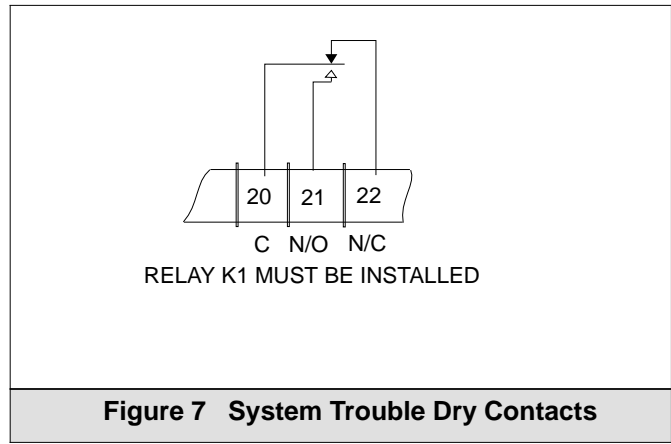 20 21 22
C N/O N/C
RELAY K1 MUST BE INSTALLED
Figure 7 System Trouble Dry Contacts